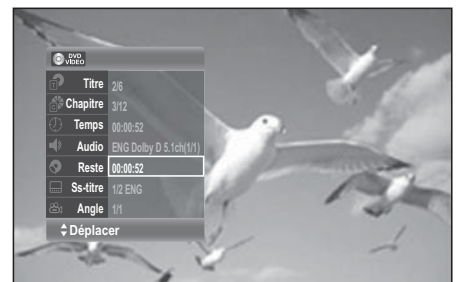 DVD
VIDEO
Titre 2/6
Chapitre 3/12
Temps 00:00:52
Audio ENG Dolby D 5.1ch(1/1)
Reste 00:00:52
Ss-titre 1/2 ENG
Angle 1/1
Déplacer